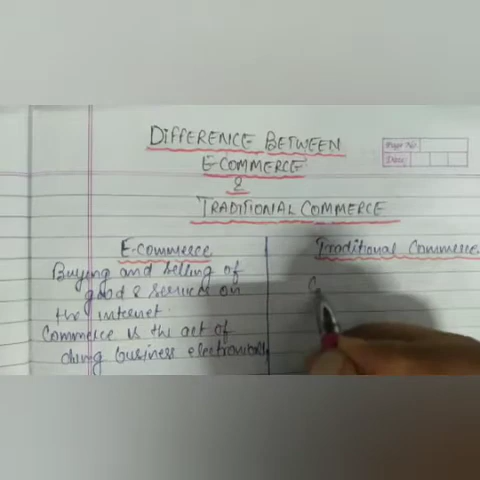 DIFFERENCE BETWEEN
E COMMERCE
&
TRADITIONAL COMMERCE
Page No
Date:
E-commerce
Buying and Selling of
good & services on
the internet.
Commerce is the act of
doing business electronically
Traditional Commerce
C